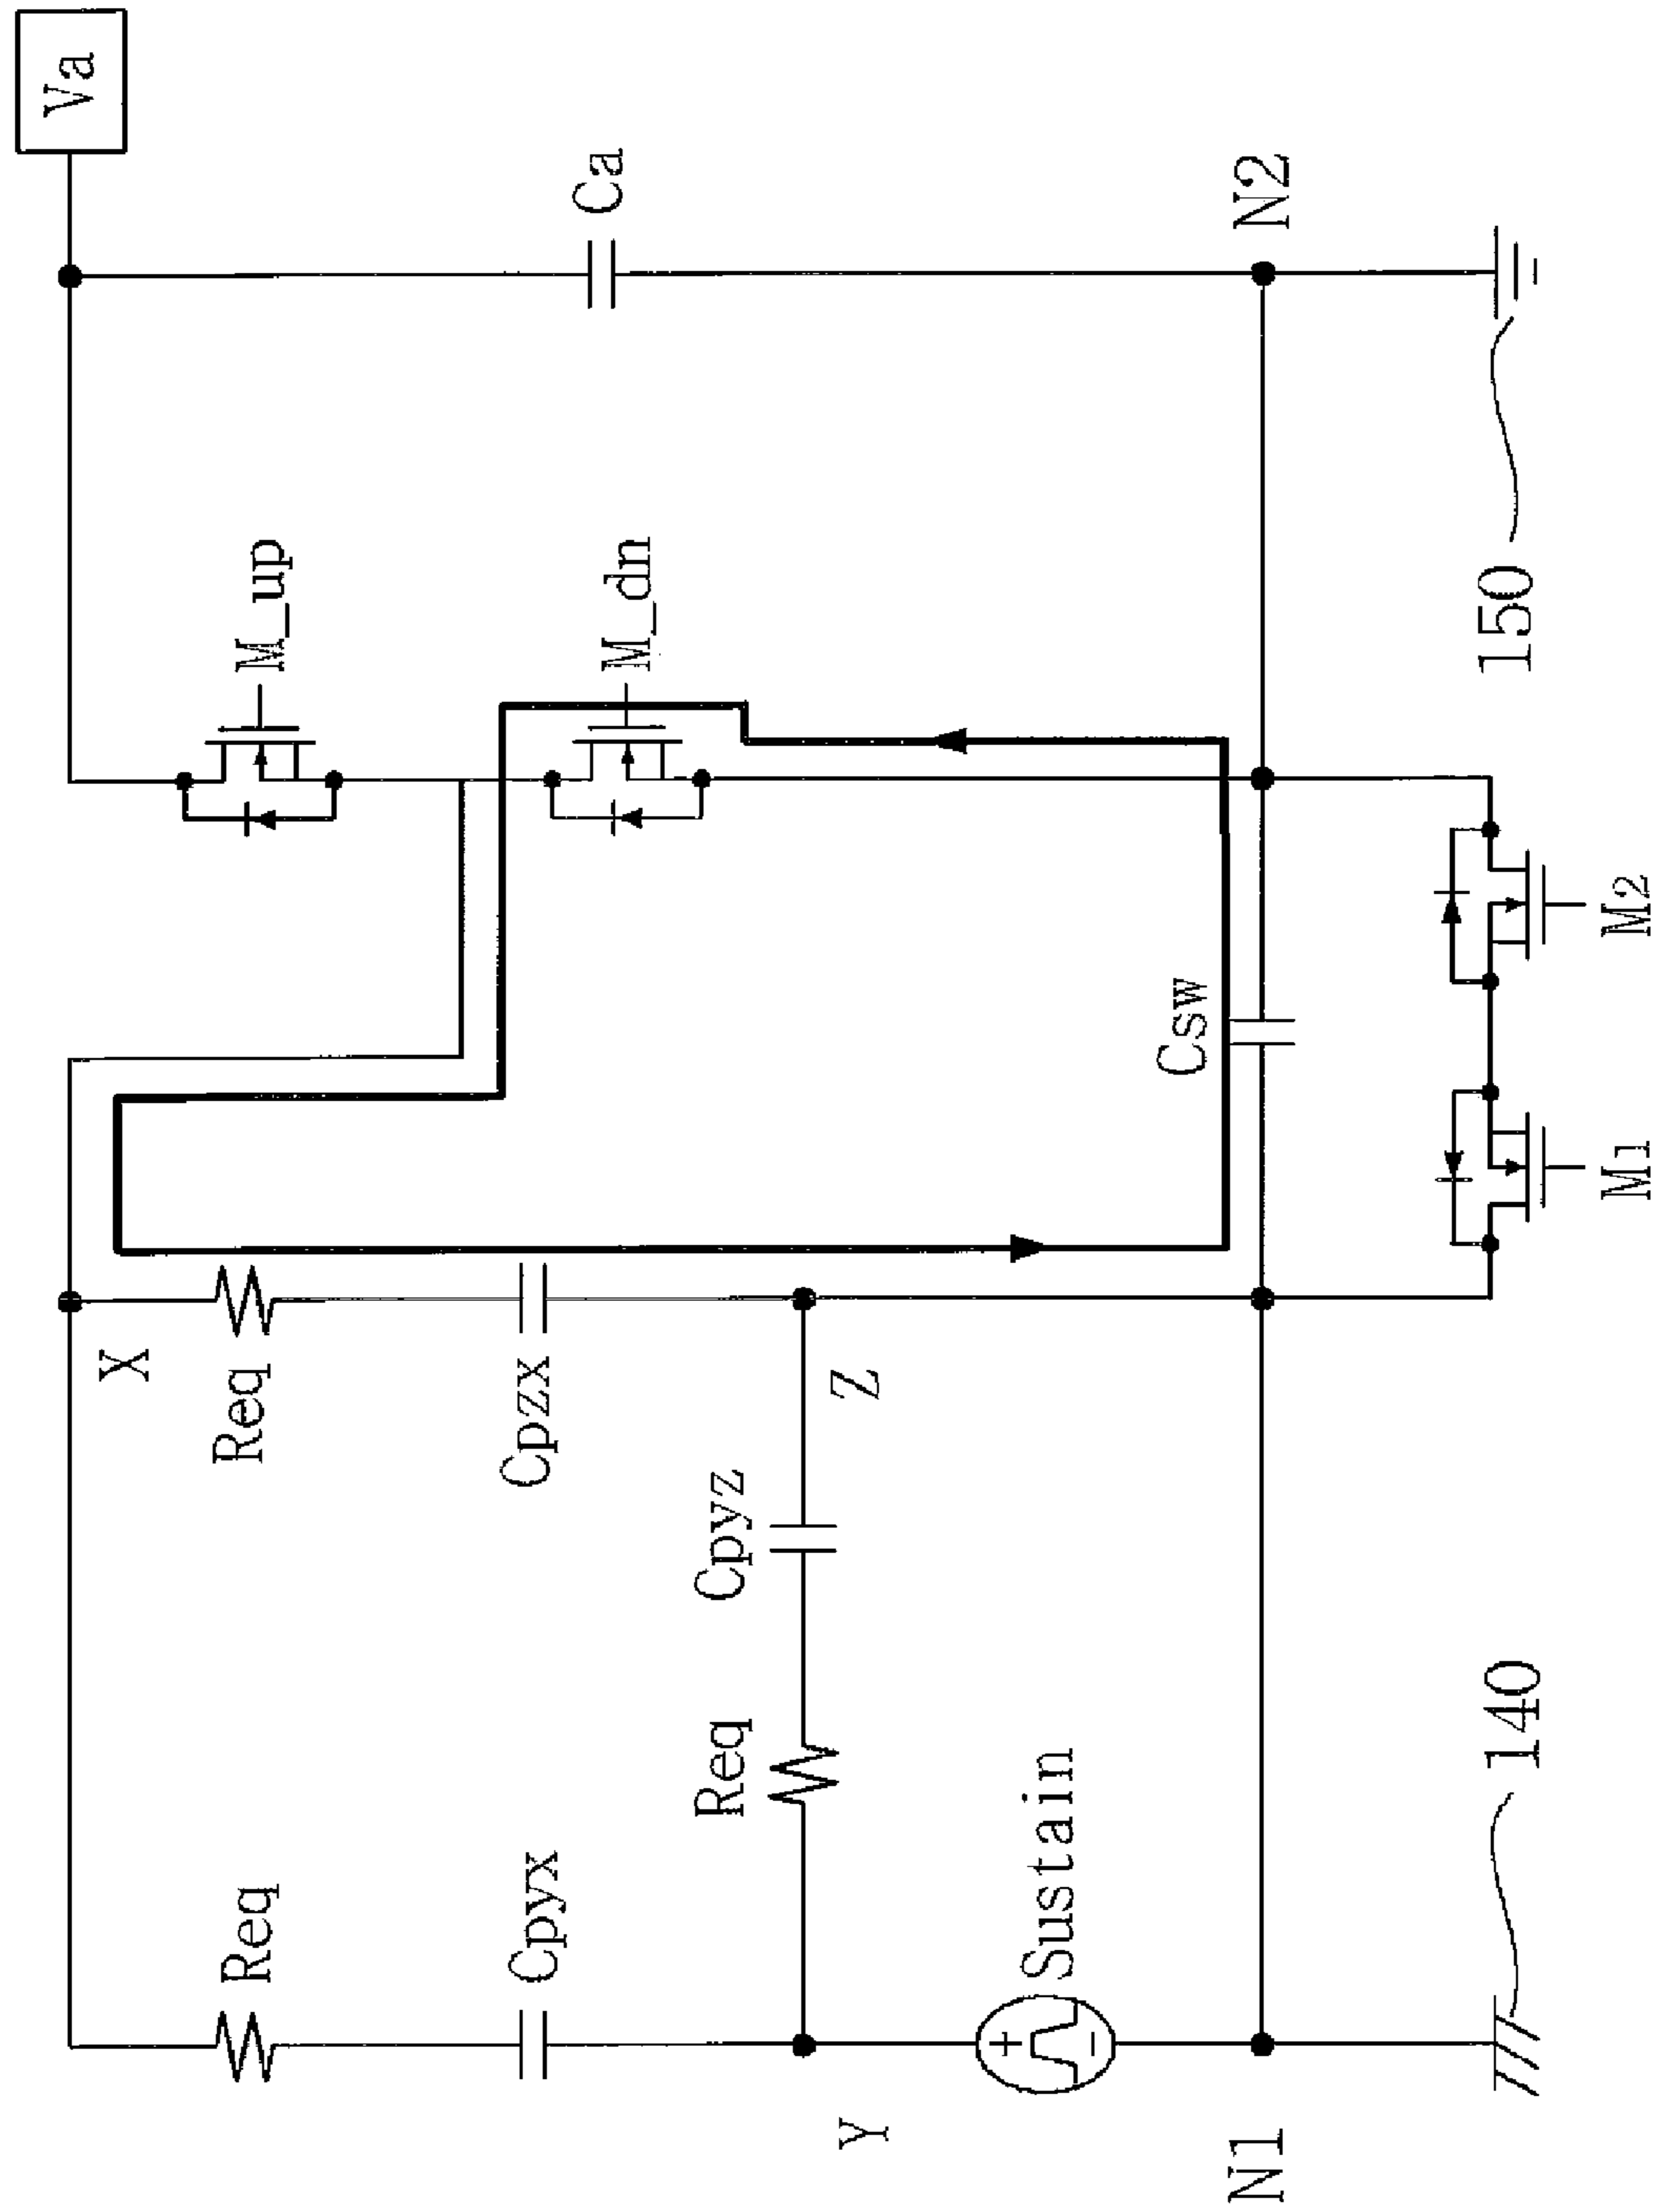 Va
X
Req
Req
M_up
Cpyx
Cpzx
Ca
M_dn
Req
Cpyz
Y
Z
Sustain
Csw
N1
N2
140
150
M1
M2